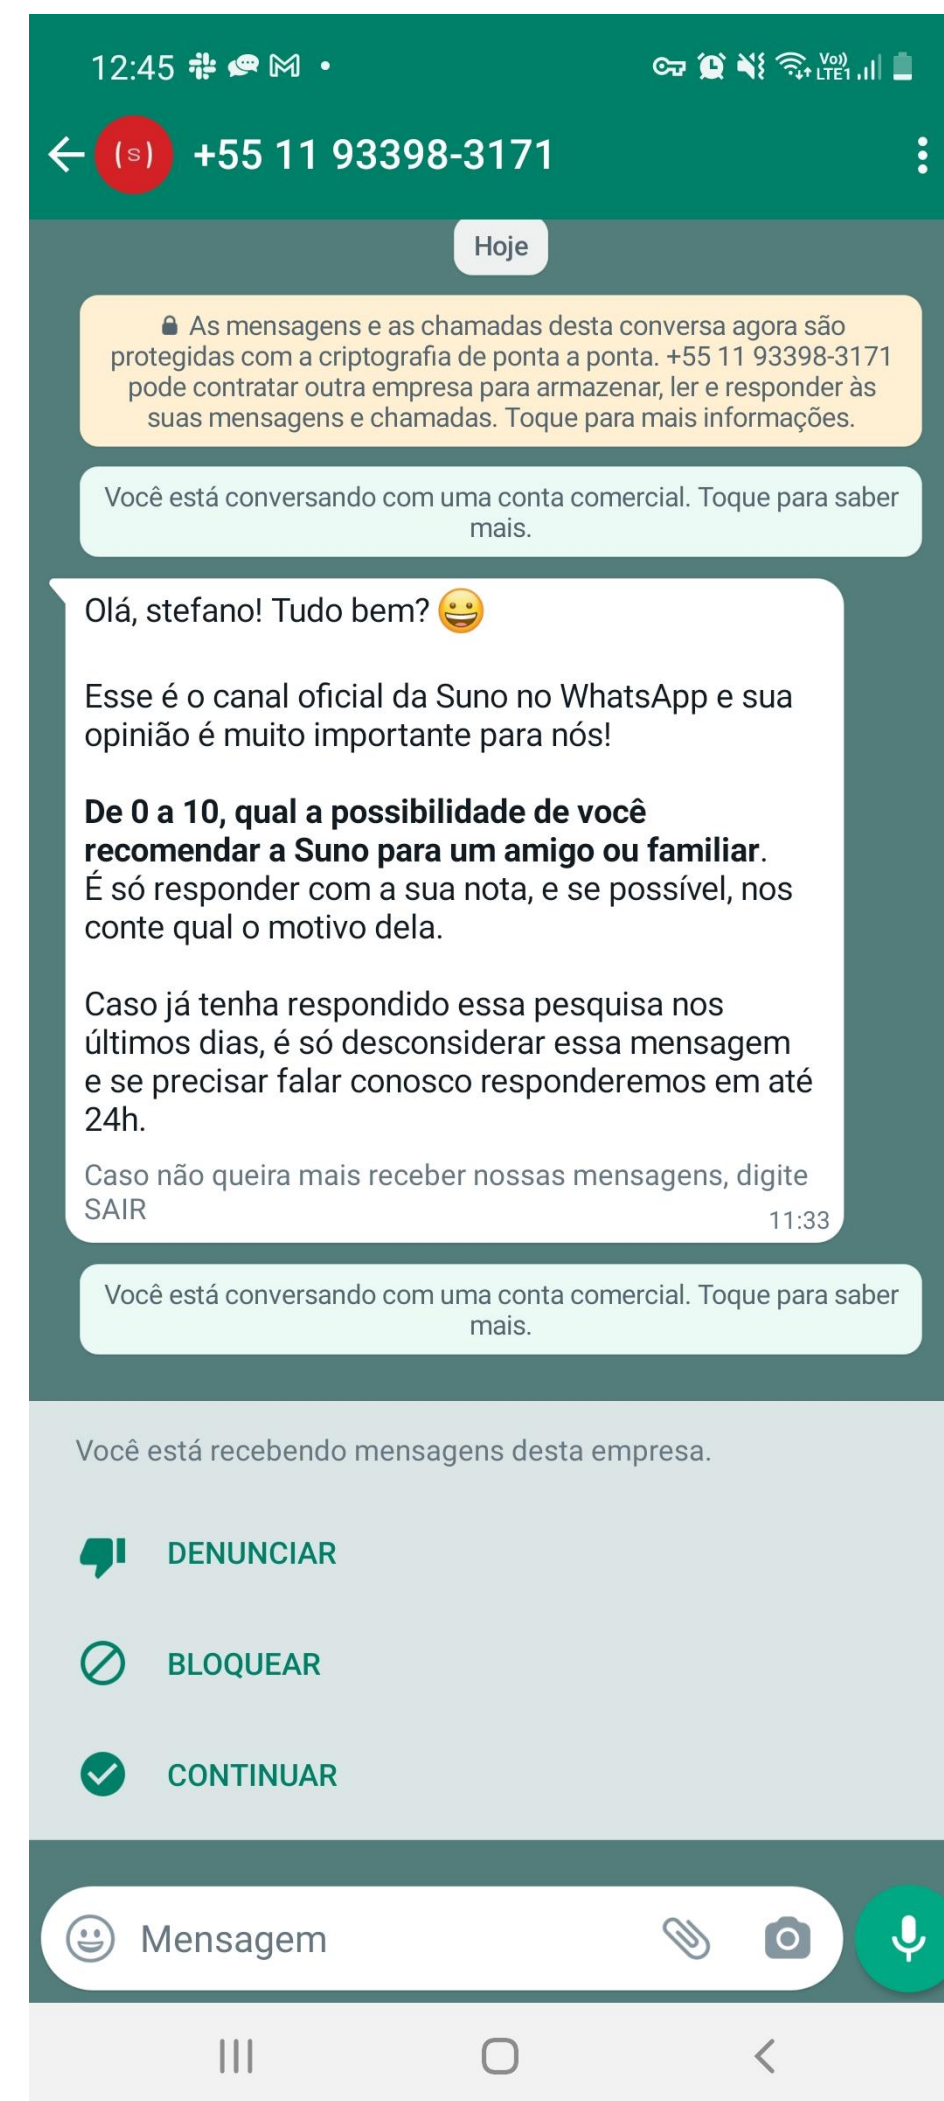 12:45
Vo))
LTE1
(s)
+55 11 93398-3171
Hoje
As mensagens e as chamadas desta conversa agora são
protegidas com a criptografia de ponta a ponta. +55 11 93398-3171
pode contratar outra empresa para armazenar, ler e responder às
suas mensagens e chamadas. Toque para mais informações.
Você está conversando com uma conta comercial. Toque para saber
mais.
Olá, stefano! Tudo bem? 😀
Esse é o canal oficial da Suno no WhatsApp e sua
opinião é muito importante para nós!
De 0 a 10, qual a possibilidade de você
recomendar a Suno para um amigo ou familiar.
É só responder com a sua nota, e se possível, nos
conte qual o motivo dela.
Caso já tenha respondido essa pesquisa nos
últimos dias, é só desconsiderar essa mensagem
e se precisar falar conosco responderemos em até
24h.
Caso não queira mais receber nossas mensagens, digite
SAIR
11:33
Você está conversando com uma conta comercial. Toque para saber
mais.
Você está recebendo mensagens desta empresa.
DENUNCIAR
BLOQUEAR
CONTINUAR
Mensagem